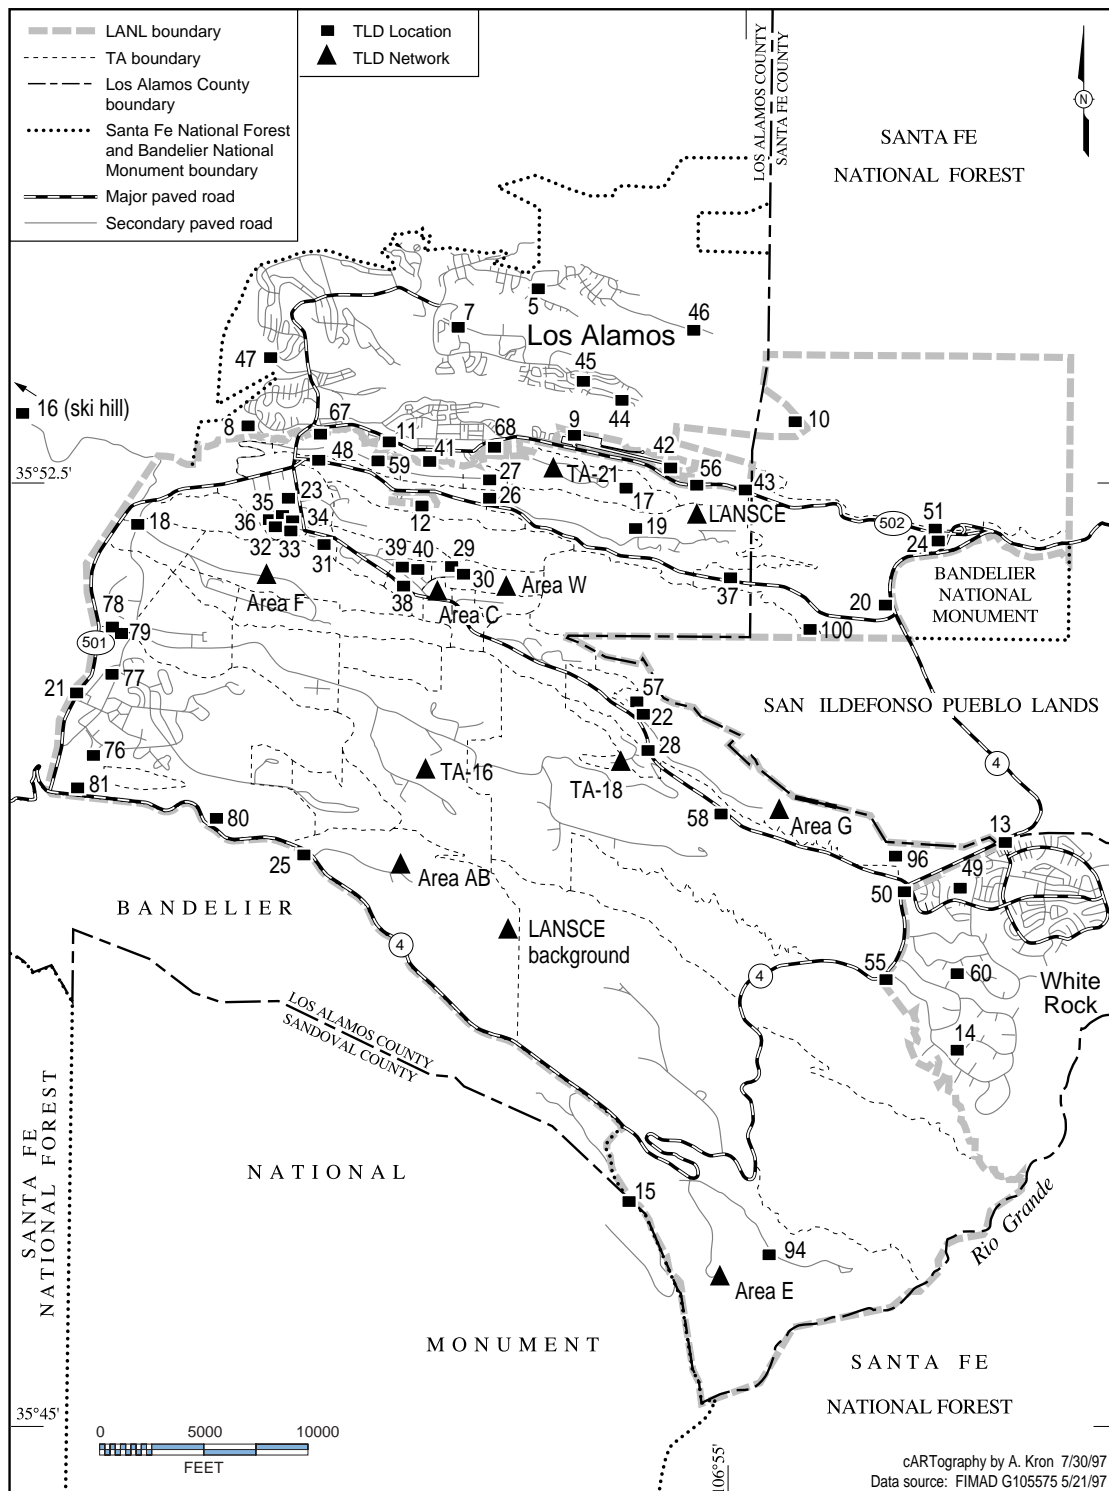 LANL boundary
TA boundary
Los Alamos County
boundary
Santa Fe National Forest
and Bandelier National
Monument boundary
Major paved road
Secondary paved road
TLD Location
TLD Network
LOS ALAMOS COUNTY
SANTA FE COUNTY
N
SANTA FE
NATIONAL FOREST
5
7
46
Los Alamos
47
45
44
16 (ski hill)
8
67
11
68
9
10
42
48
59
41
56
35°52.5'
27
TA-21
43
23
26
17
35
18
36
34
12
LANSCE
502
51
19
24
32
33
31
39
40
29
30
Area W
BANDELIER
NATIONAL
MONUMENT
Area F
38
Area C
37
20
78
79
100
501
77
21
57
22
SAN ILDEFONSO PUEBLO LANDS
28
76
TA-16
4
81
TA-18
80
58
Area G
13
25
96
49
Area AB
50
BANDELIER
LANSCE
background
4
4
55
60
White
Rock
LOS ALAMOS COUNTY
SANDOVAL COUNTY
14
SANTA FE
NATIONAL FOREST
NATIONAL
15
Rio Grande
94
Area E
MONUMENT
SANTA FE
NATIONAL FOREST
35°45'
0 5000 10000
FEET
106°55'
cARTography by A. Kron 7/30/97
Data source: FIMAD G105575 5/21/97